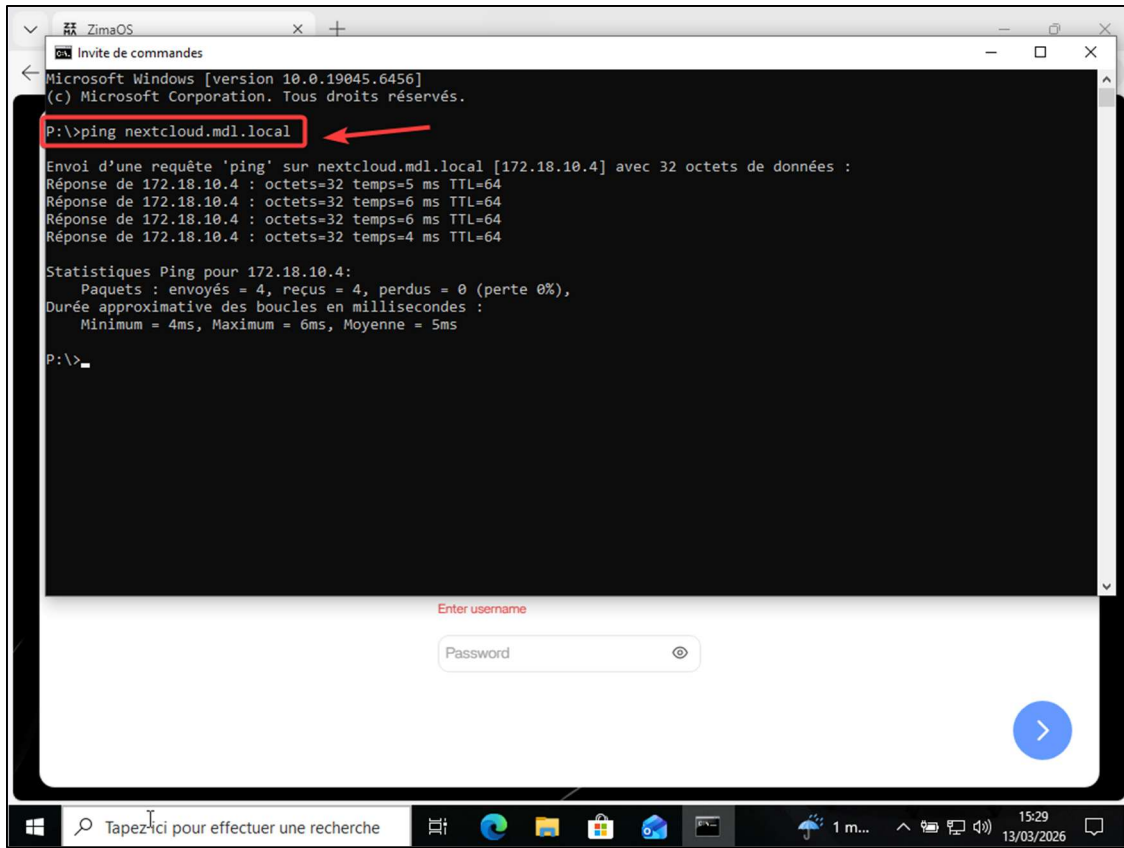 ZimaOS
Invite de commandes
Microsoft Windows [version 10.0.19045.6456]
(c) Microsoft Corporation. Tous droits réservés.
P:\>ping nextcloud.mdl.local
Envoi d’une requête 'ping' sur nextcloud.mdl.local [172.18.10.4] avec 32 octets de données :
Réponse de 172.18.10.4 : octets=32 temps=5 ms TTL=64
Réponse de 172.18.10.4 : octets=32 temps=6 ms TTL=64
Réponse de 172.18.10.4 : octets=32 temps=6 ms TTL=64
Réponse de 172.18.10.4 : octets=32 temps=4 ms TTL=64
Statistiques Ping pour 172.18.10.4:
Paquets : envoyés = 4, reçus = 4, perdus = 0 (perte 0%),
Durée approximative des boucles en millisecondes :
Minimum = 4ms, Maximum = 6ms, Moyenne = 5ms
P:\>
Enter username
Password
Tapez ici pour effectuer une recherche
1 m...
15:29
13/03/2026